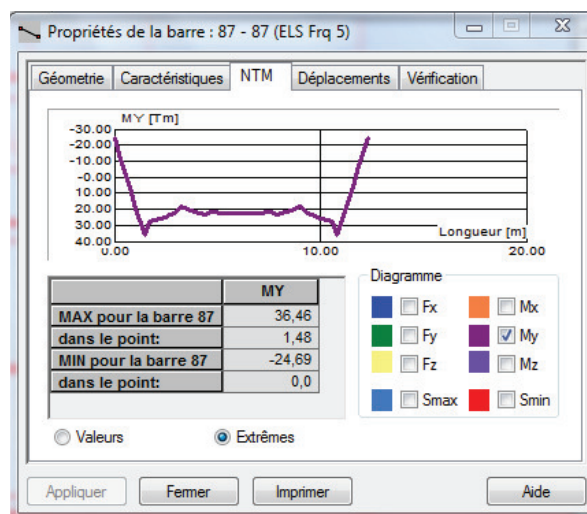 Propriétés de la barre : 87 - 87 (ELS Frq 5)
Géometrie Caractéristiques NTM Déplacements Vérification
MY [Tm]
-30.00
-20.00
-10.00
0.00
10.00
20.00
30.00
40.00
Longueur [m]
0.00 10.00 20.00
MY
MAX pour la barre 87 36,46
dans le point: 1,48
MIN pour la barre 87 -24,69
dans le point: 0,0
Diagramme
Fx Mx
Fy My
Fz Mz
Smax Smin
Valeurs Extrêmes
Appliquer Fermer Imprimer Aide